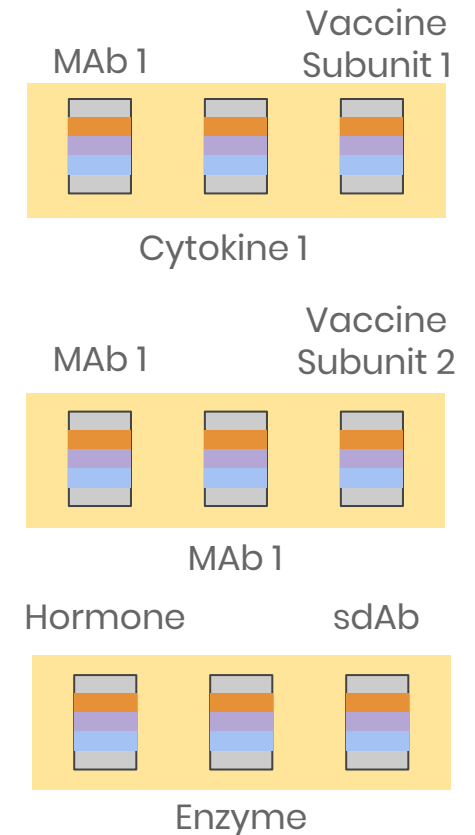 MAb 1
Vaccine
Subunit 1
Cytokine 1
MAb 1
Vaccine
Subunit 2
MAb 1
Hormone
sdAb
Enzyme